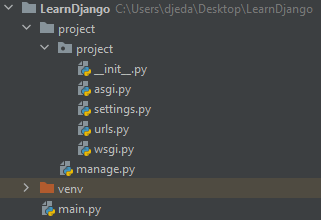 LearnDjango C:\Users\djeda\Desktop\LearnDjango
project
project
__init__.py
asgi.py
settings.py
urls.py
wsgi.py
manage.py
venv
main.py